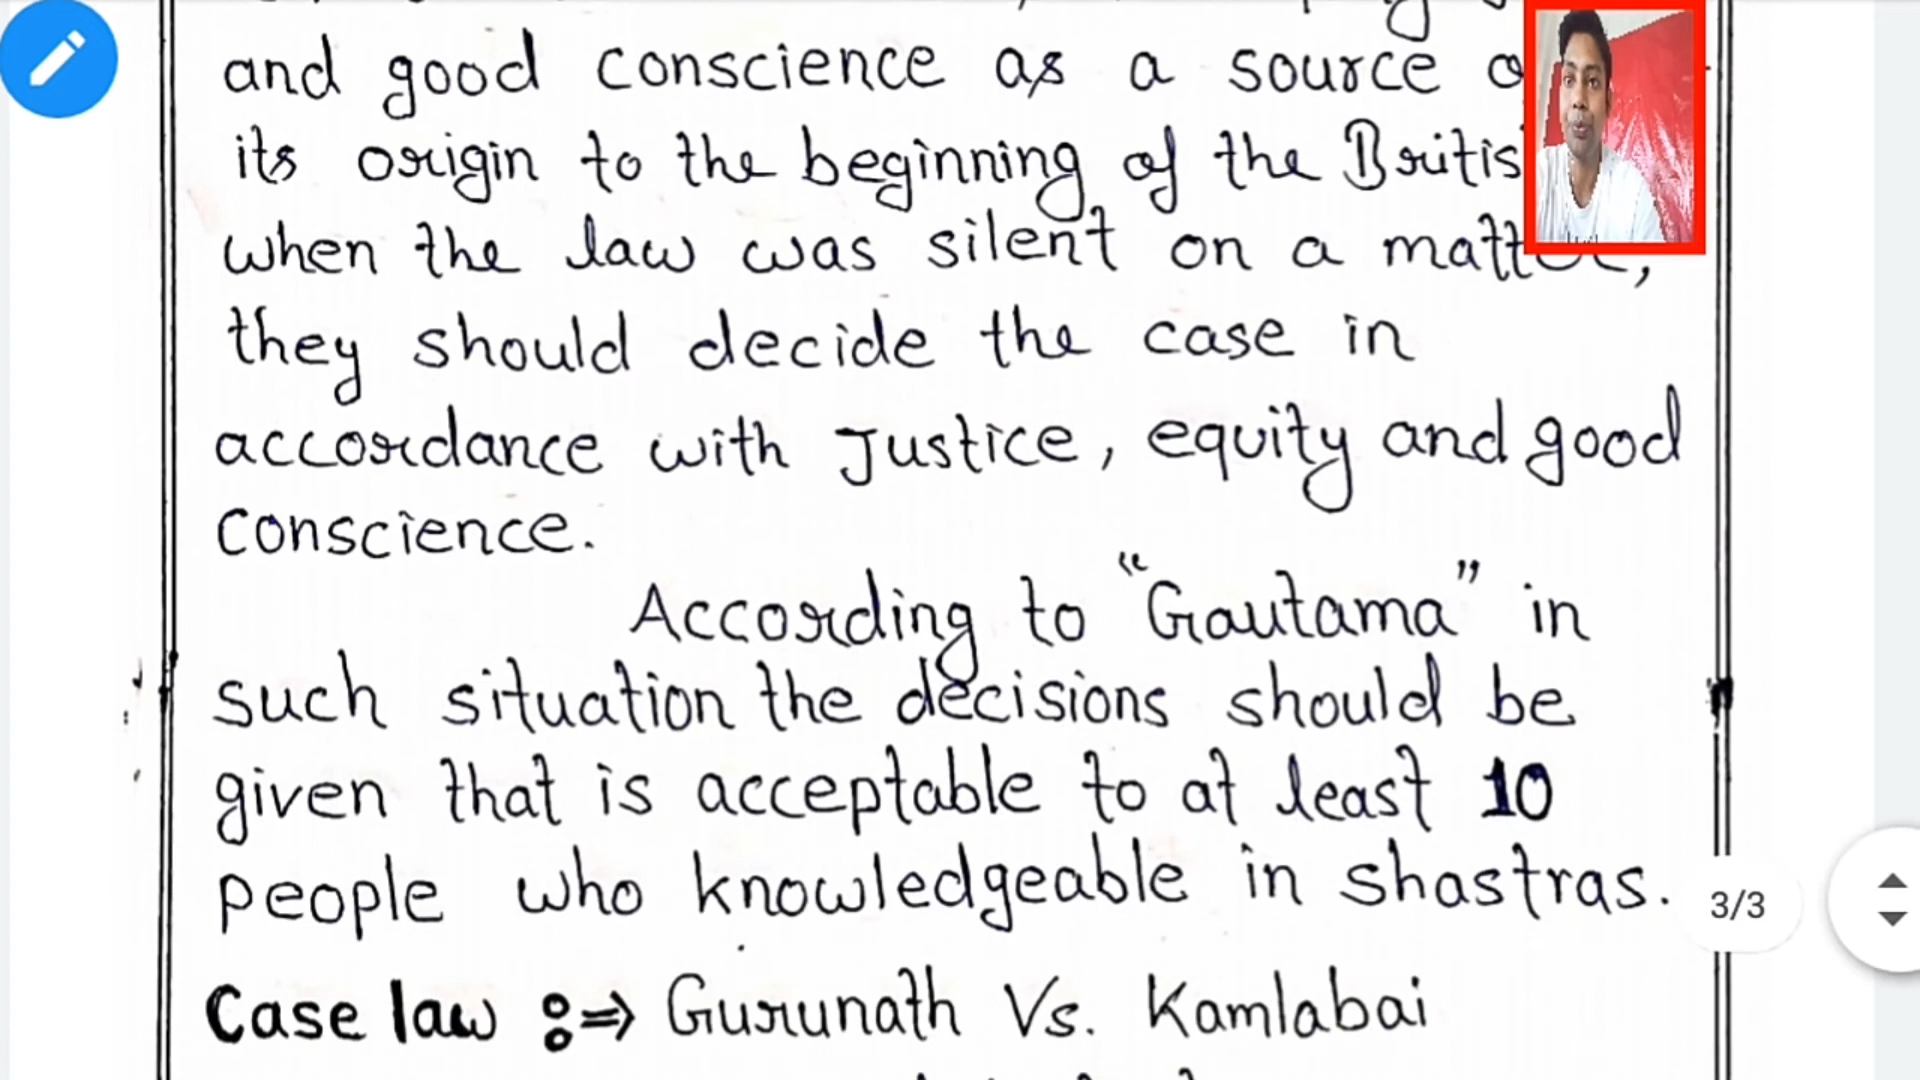 and good conscience as a source
its origin to the beginning of the Britis
when the law was silent on a matter,
they should decide the case in
accordance with Justice, equity and good
conscience.
According to "Gautama" in
such situation the decisions should be
given that is acceptable to at least 10
people who knowledgeable in shastras.
3/3
Case law :⇒ Gurunath Vs. Kamlabai